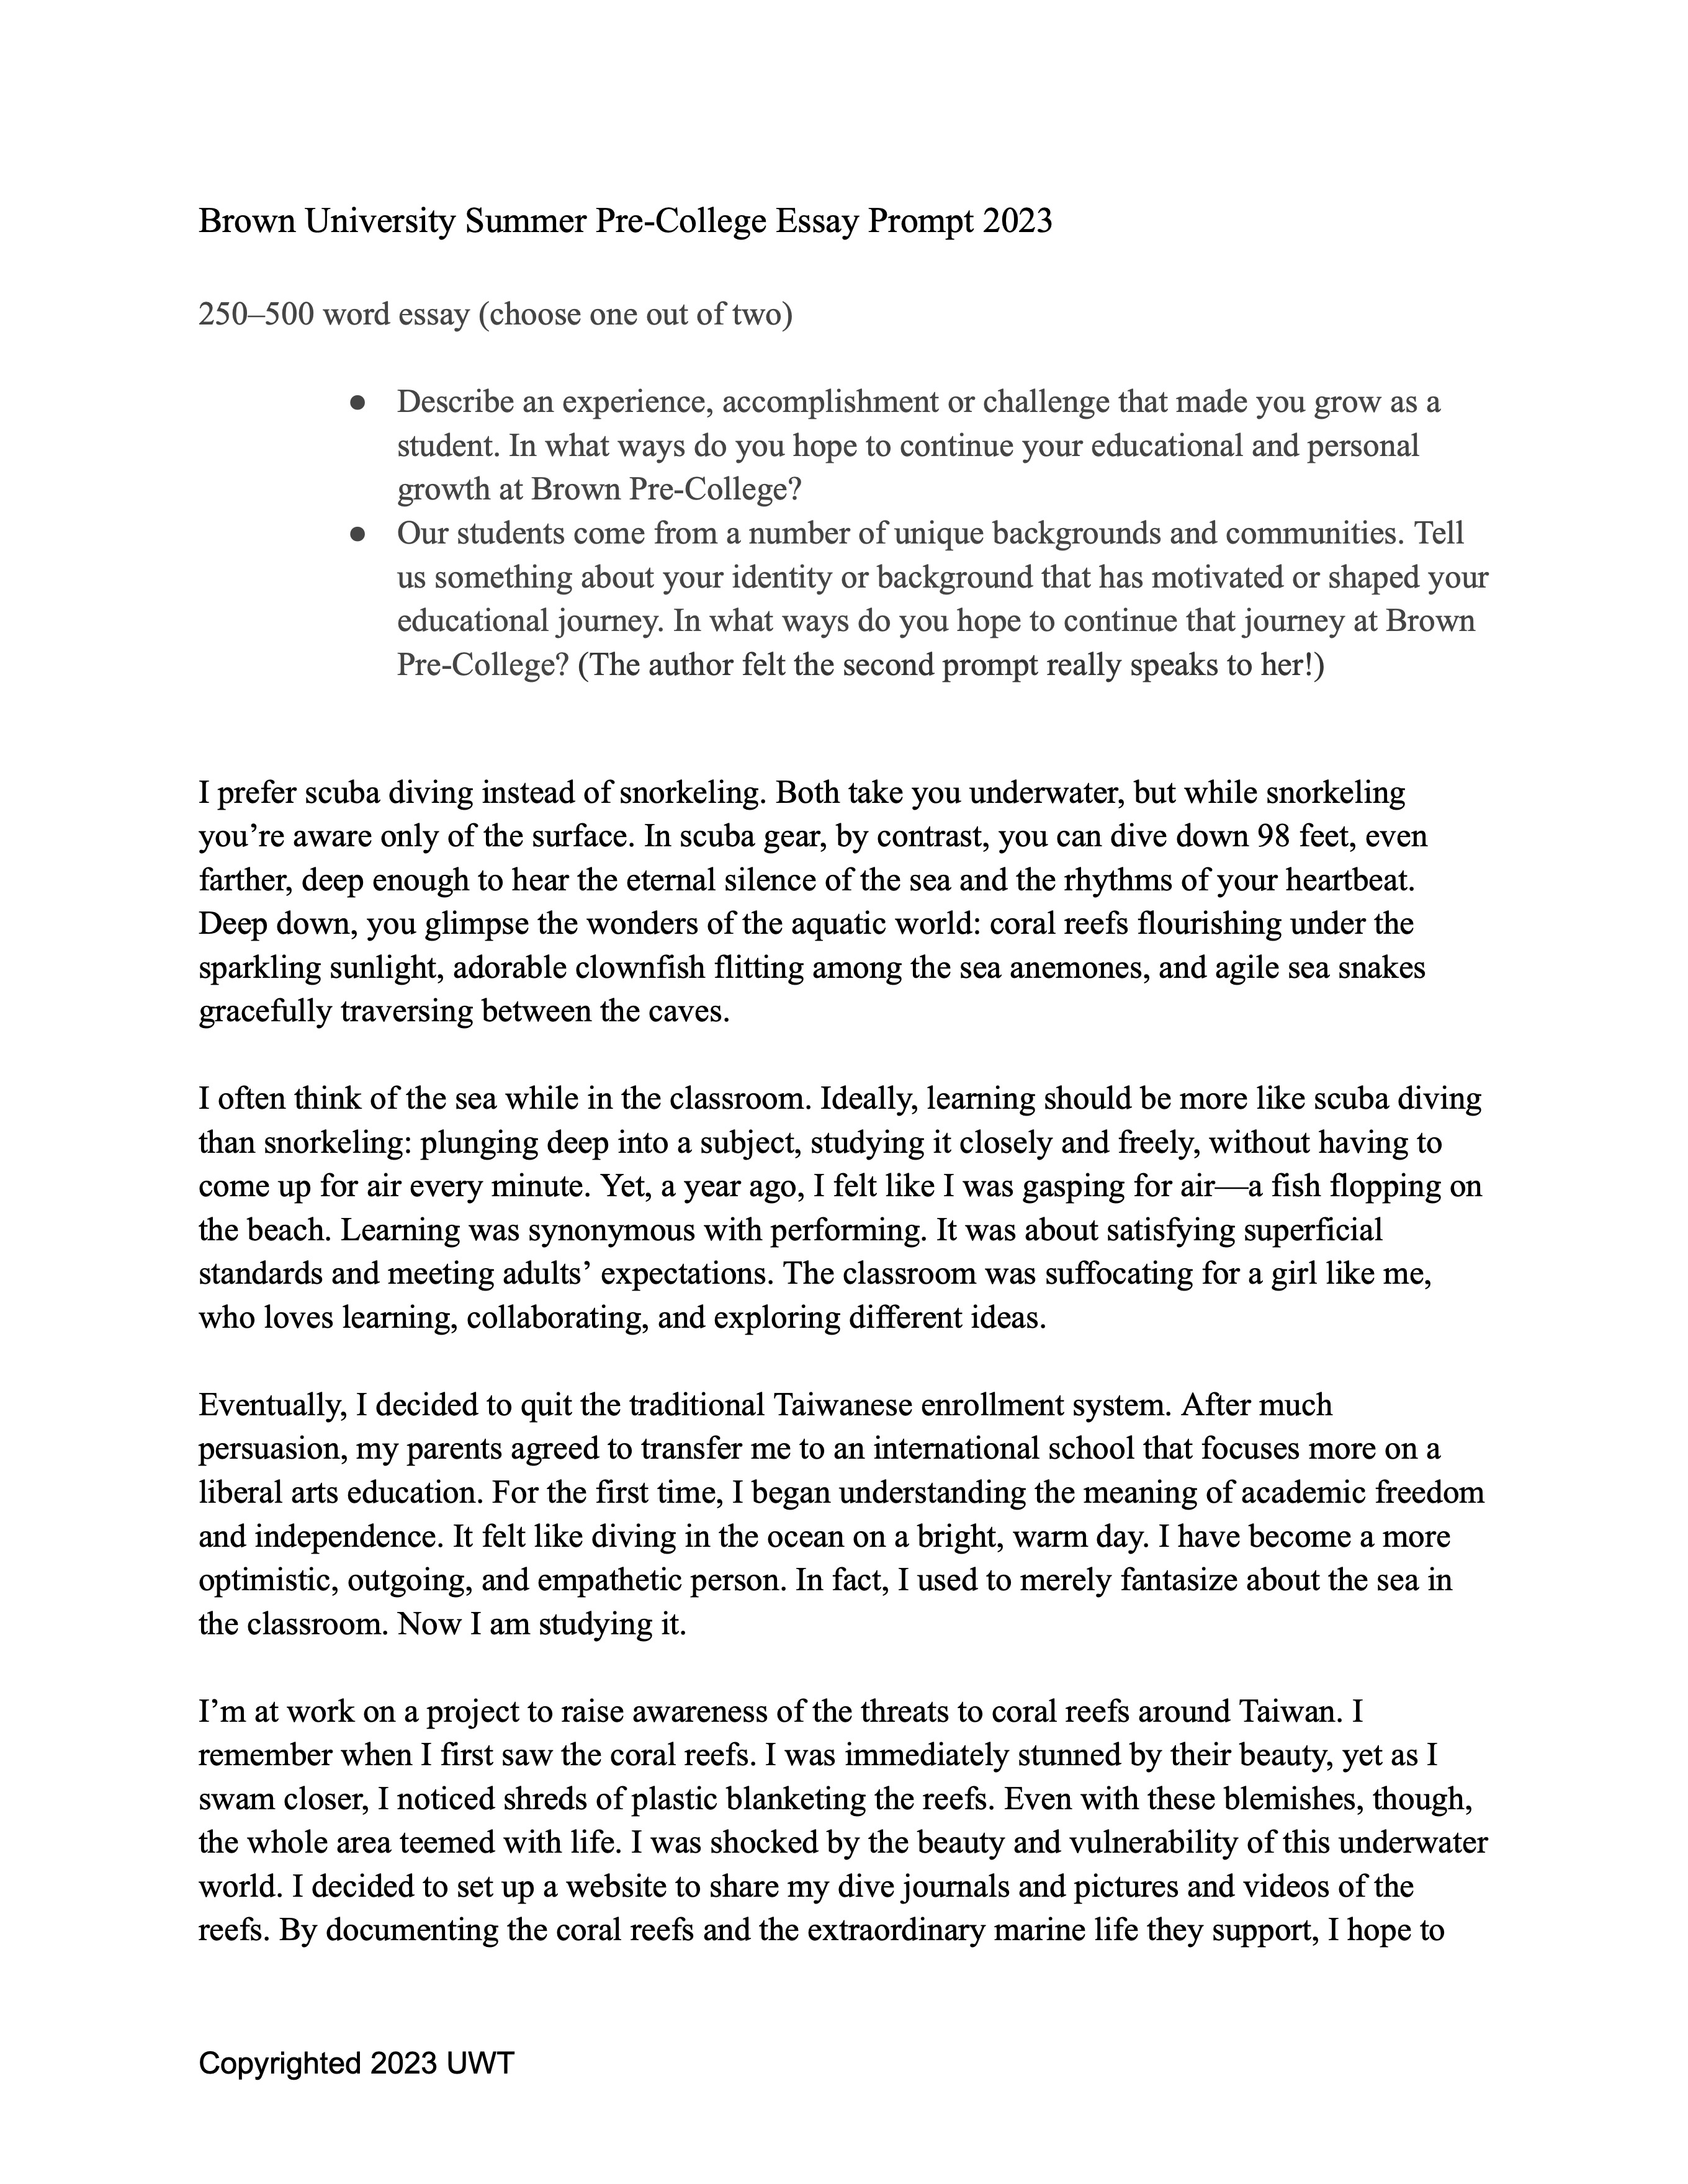 Brown University Summer Pre-College Essay Prompt 2023
250–500 word essay (choose one out of two)
● Describe an experience, accomplishment or challenge that made you grow as a
student. In what ways do you hope to continue your educational and personal
growth at Brown Pre-College?
● Our students come from a number of unique backgrounds and communities. Tell
us something about your identity or background that has motivated or shaped your
educational journey. In what ways do you hope to continue that journey at Brown
Pre-College? (The author felt the second prompt really speaks to her!)
I prefer scuba diving instead of snorkeling. Both take you underwater, but while snorkeling
you’re aware only of the surface. In scuba gear, by contrast, you can dive down 98 feet, even
farther, deep enough to hear the eternal silence of the sea and the rhythms of your heartbeat.
Deep down, you glimpse the wonders of the aquatic world: coral reefs flourishing under the
sparkling sunlight, adorable clownfish flitting among the sea anemones, and agile sea snakes
gracefully traversing between the caves.
I often think of the sea while in the classroom. Ideally, learning should be more like scuba diving
than snorkeling: plunging deep into a subject, studying it closely and freely, without having to
come up for air every minute. Yet, a year ago, I felt like I was gasping for air—a fish flopping on
the beach. Learning was synonymous with performing. It was about satisfying superficial
standards and meeting adults’ expectations. The classroom was suffocating for a girl like me,
who loves learning, collaborating, and exploring different ideas.
Eventually, I decided to quit the traditional Taiwanese enrollment system. After much
persuasion, my parents agreed to transfer me to an international school that focuses more on a
liberal arts education. For the first time, I began understanding the meaning of academic freedom
and independence. It felt like diving in the ocean on a bright, warm day. I have become a more
optimistic, outgoing, and empathetic person. In fact, I used to merely fantasize about the sea in
the classroom. Now I am studying it.
I’m at work on a project to raise awareness of the threats to coral reefs around Taiwan. I
remember when I first saw the coral reefs. I was immediately stunned by their beauty, yet as I
swam closer, I noticed shreds of plastic blanketing the reefs. Even with these blemishes, though,
the whole area teemed with life. I was shocked by the beauty and vulnerability of this underwater
world. I decided to set up a website to share my dive journals and pictures and videos of the
reefs. By documenting the coral reefs and the extraordinary marine life they support, I hope to
Copyrighted 2023 UWT